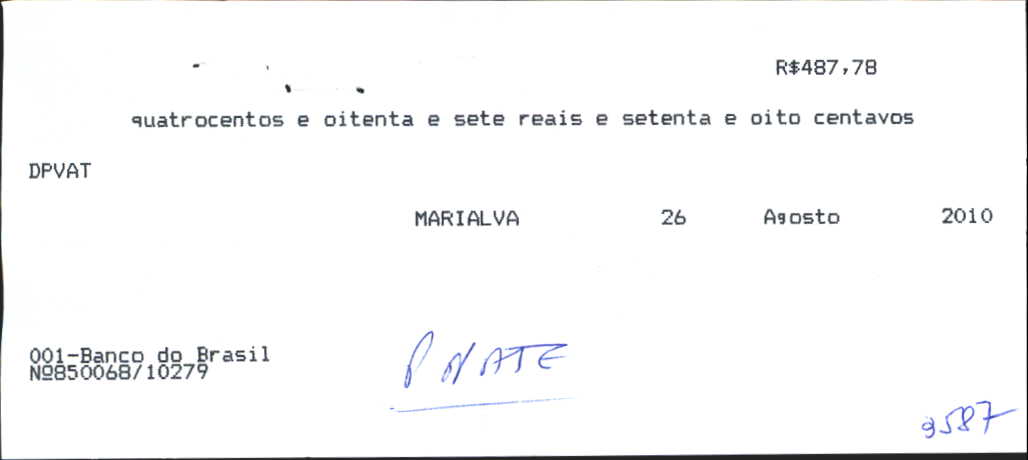 R$487,78
quatrocentos e oitenta e sete reais e setenta e oito centavos
DPVAT
MARIALVA 26 Agosto 2010
001-Banco do Brasil
Nº850068/10279
PNATE
9587